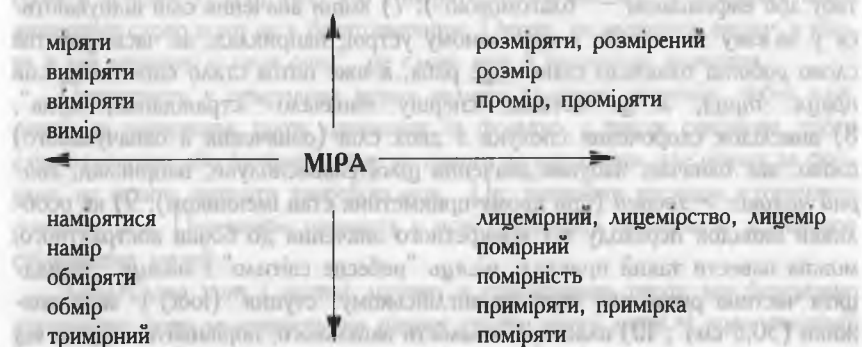 міряти розміряти, розмірений
виміряти розмір
виміряти промір, проміряти
вимір
МІРА
намірятися лицемірний, лицемірство, лицемір
намір помірний
обміряти помірність
обмір приміряти, примірка
тримірний поміряти